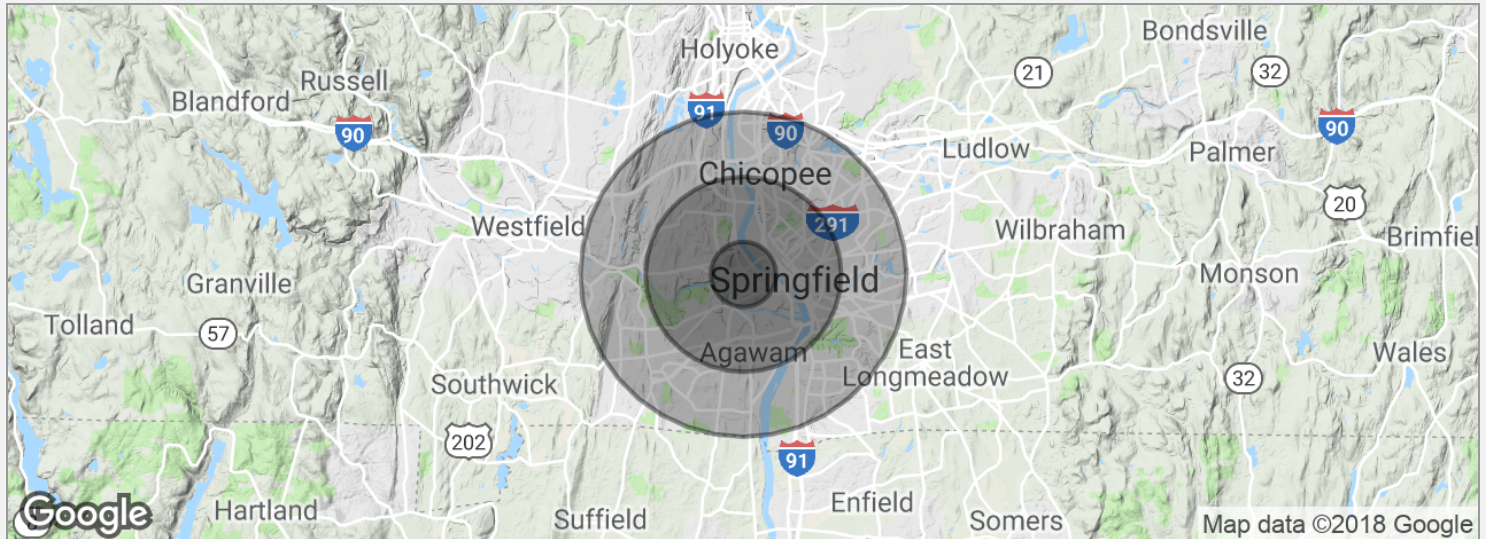 Bondsville
Holyoke
21
32
Russell
Blandford
91
90
90
90
Ludlow
Palmer
Chicopee
20
291
Westfield
Wilbraham
Brimfiel
Springfield
Monson
Granville
Tolland
57
Agawam
East
Longmeadow
Wales
32
Southwick
202
91
Enfield
Hartland
Suffield
Somers
Google
Map data ©2018 Google